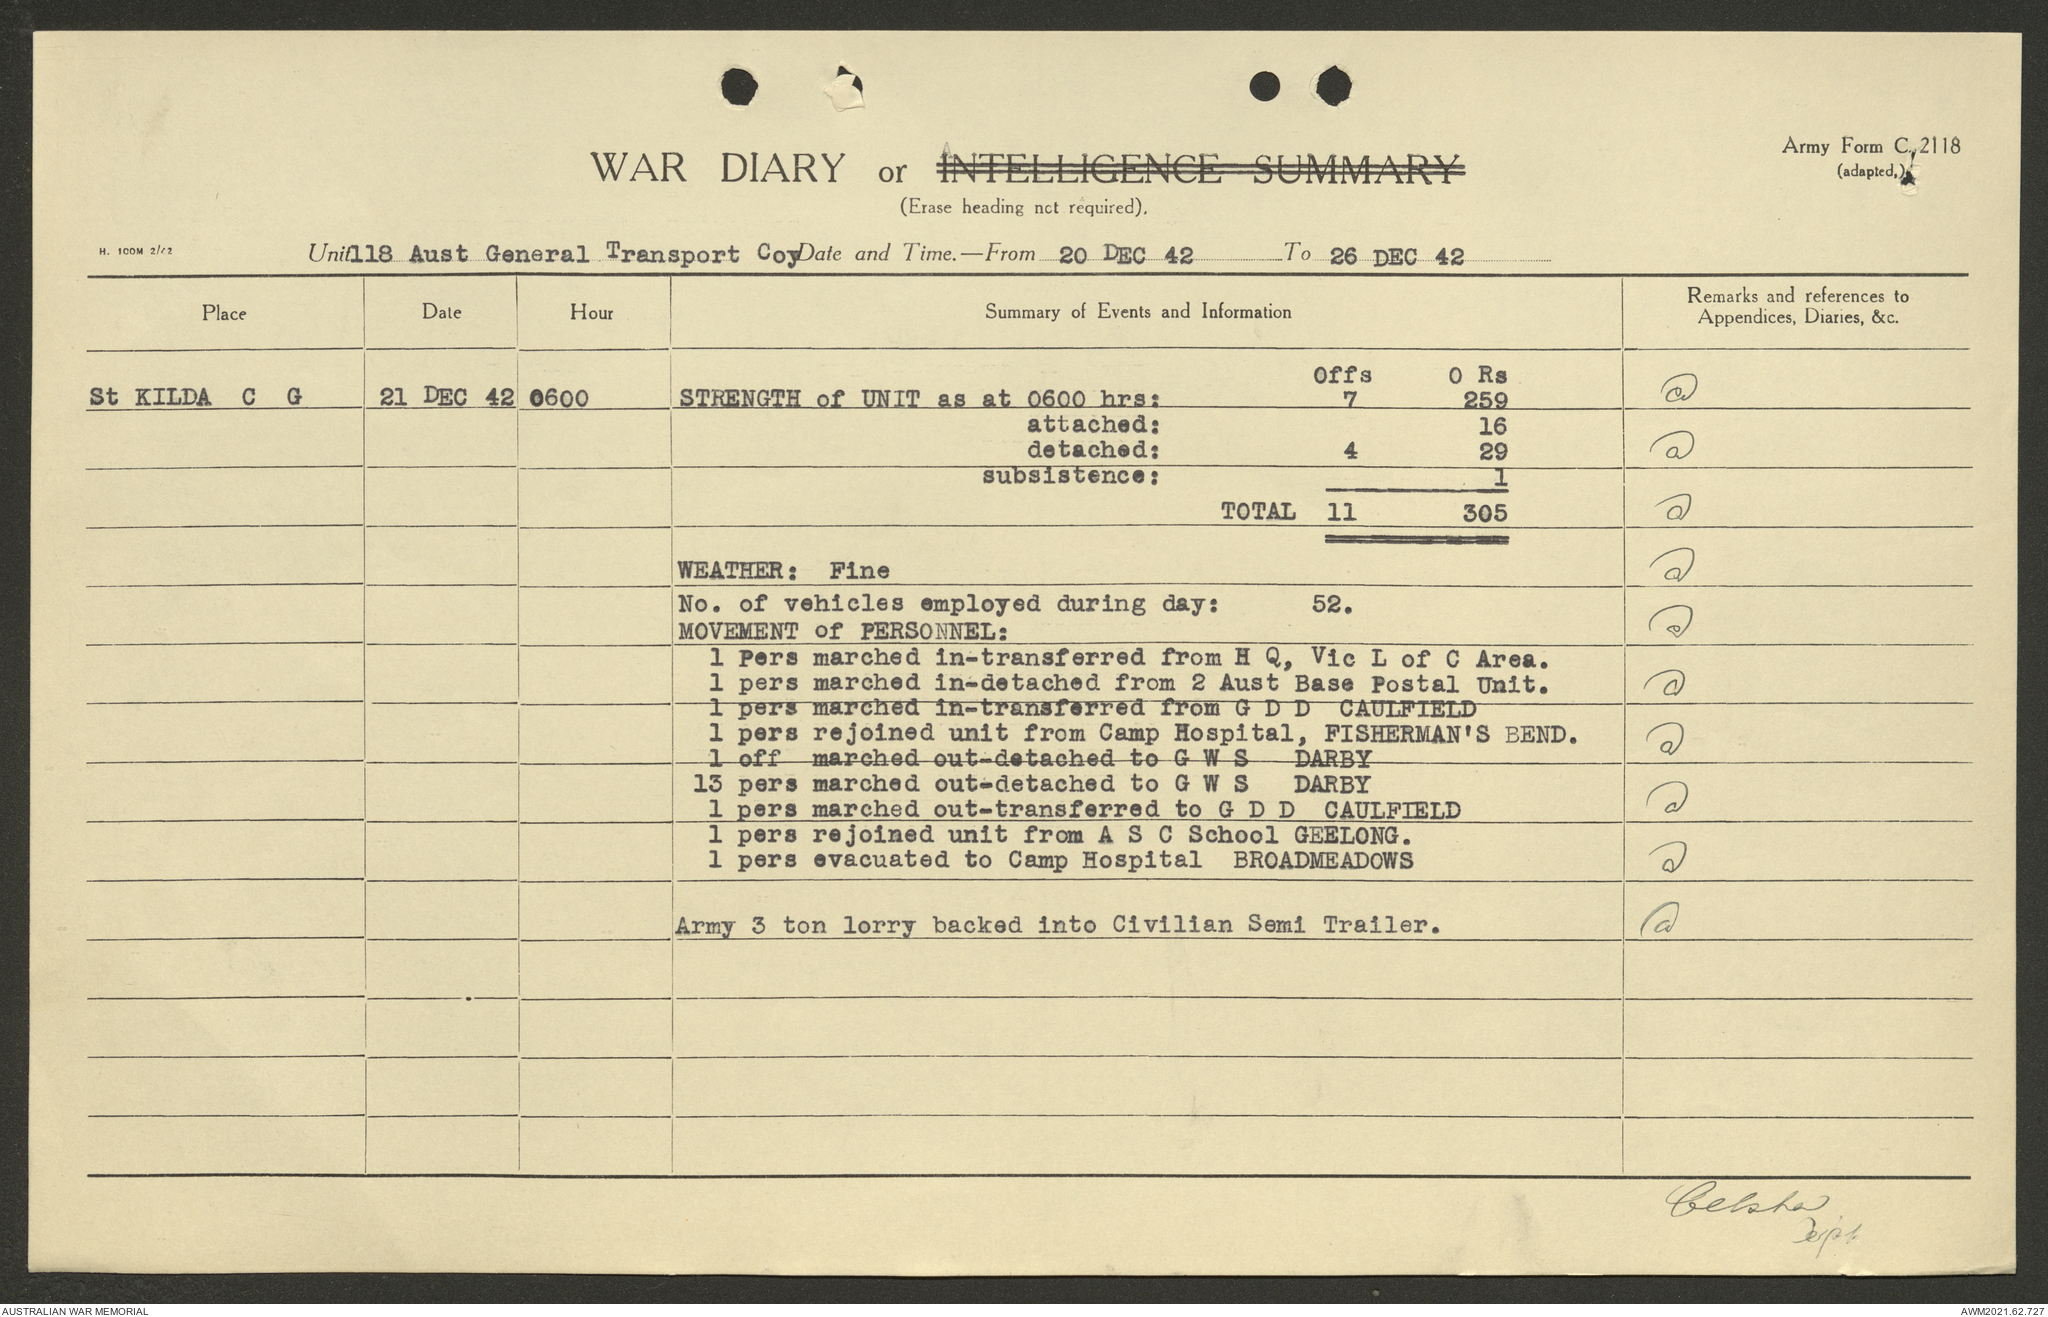 Army Form C. 2118
(adapted,)
WAR DIARY or INTELLIGENCE SUMMARY
(Erase heading not required).
H. 100M 2/42
Unit 118 Aust General Transport Coy Date and Time.—From 20 DEC 42 To 26 DEC 42
Place Date Hour Summary of Events and Information Remarks and references to
Appendices, Diaries, &c.
Offs O Rs
St KILDA C G 21 DEC 42 0600 STRENGTH of UNIT as at 0600 hrs: 7 259
attached: 16
detached: 4 29
subsistence: 1
TOTAL 11 305
WEATHER: Fine
No. of vehicles employed during day: 52.
MOVEMENT of PERSONNEL:
1 Pers marched in-transferred from H Q, Vic L of C Area.
1 pers marched in-detached from 2 Aust Base Postal Unit.
1 pers marched in-transferred from G D D CAULFIELD
1 pers rejoined unit from Camp Hospital, FISHERMAN'S BEND.
1 off marched out-detached to G W S DARBY
13 pers marched out-detached to G W S DARBY
1 pers marched out-transferred to G D D CAULFIELD
1 pers rejoined unit from A S C School GEELONG.
1 pers evacuated to Camp Hospital BROADMEADOWS
Army 3 ton lorry backed into Civilian Semi Trailer.
AUSTRALIAN WAR MEMORIAL AWM2021.62.727